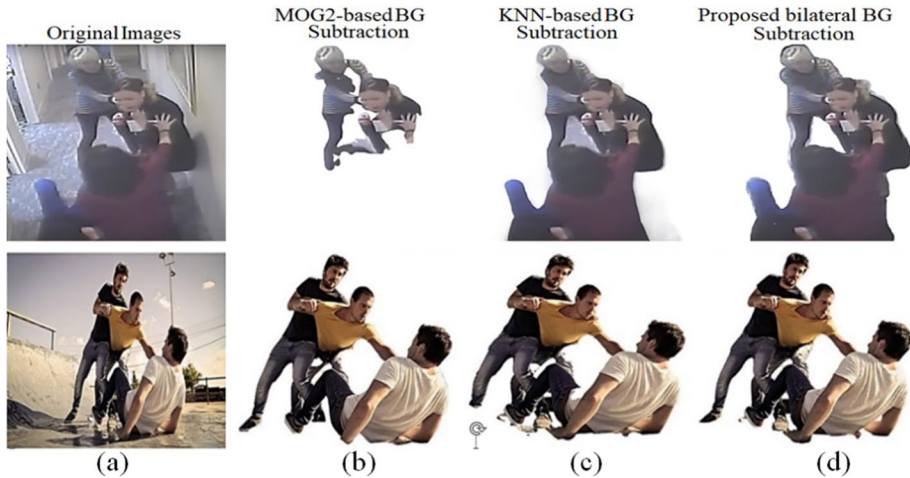 Original Images
MOG2-based BG
Subtraction
KNN-based BG
Subtraction
Proposed bilateral BG
Subtraction
(a)
(b)
(c)
(d)